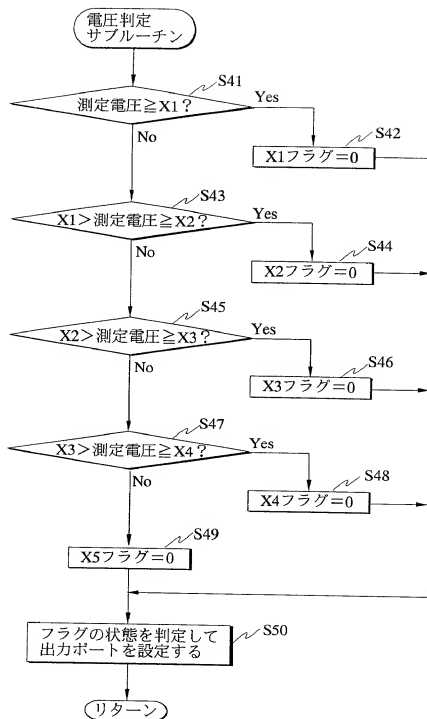 電圧判定
サブルーチン
S41
測定電圧≧X1?
Yes
No
S42
X1フラグ=0
S43
X1>測定電圧≧X2?
Yes
No
S44
X2フラグ=0
S45
X2>測定電圧≧X3?
Yes
No
S46
X3フラグ=0
S47
X3>測定電圧≧X4?
Yes
No
S48
X4フラグ=0
S49
X5フラグ=0
S50
フラグの状態を判定して
出力ポートを設定する
リターン